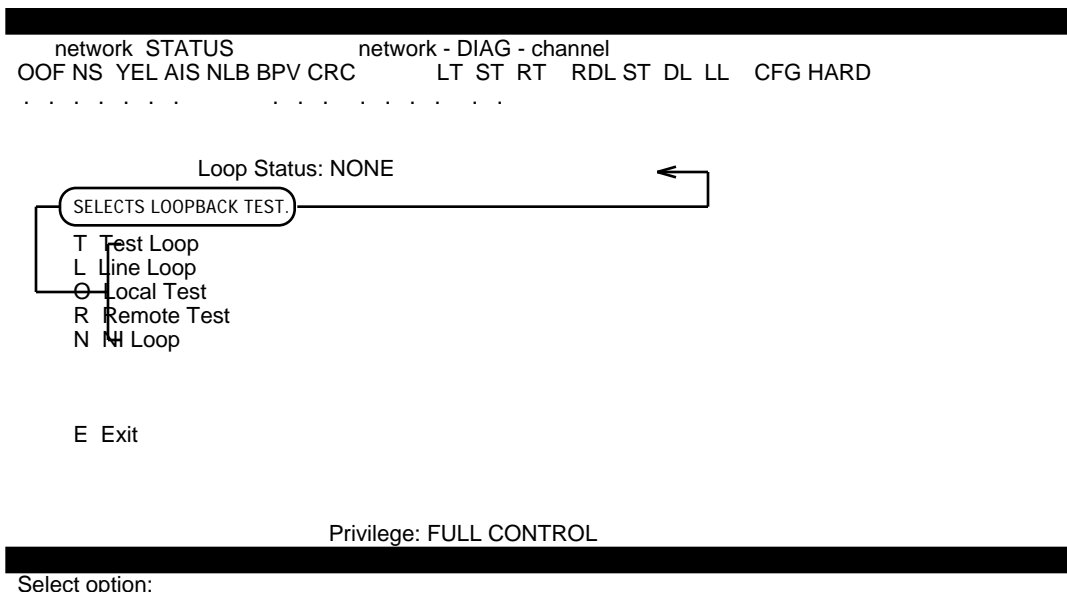 network STATUS network - DIAG - channel
OOF NS YEL AIS NLB BPV CRC LT ST RT RDL ST DL LL CFG HARD
. . . . . . . . . . . . . . . .
Loop Status: NONE
SELECTS LOOPBACK TEST.
T Test Loop
L Line Loop
O Local Test
R Remote Test
N NI Loop
E Exit
Privilege: FULL CONTROL
Select option: